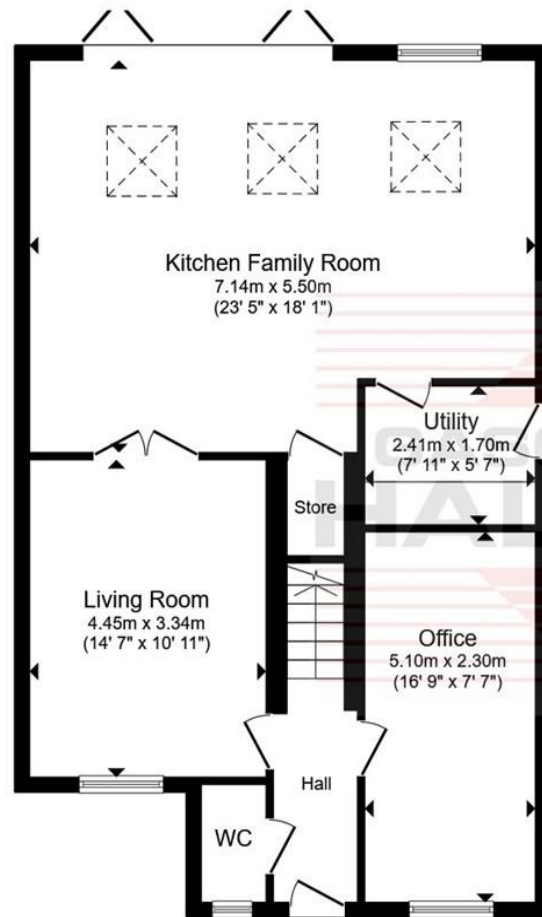 Kitchen Family Room
7.14m x 5.50m
(23' 5" x 18' 1")
Utility
2.41m x 1.70m
(7' 11" x 5' 7")
Store
Living Room
4.45m x 3.34m
(14' 7" x 10' 11")
Office
5.10m x 2.30m
(16' 9" x 7' 7")
Hall
WC